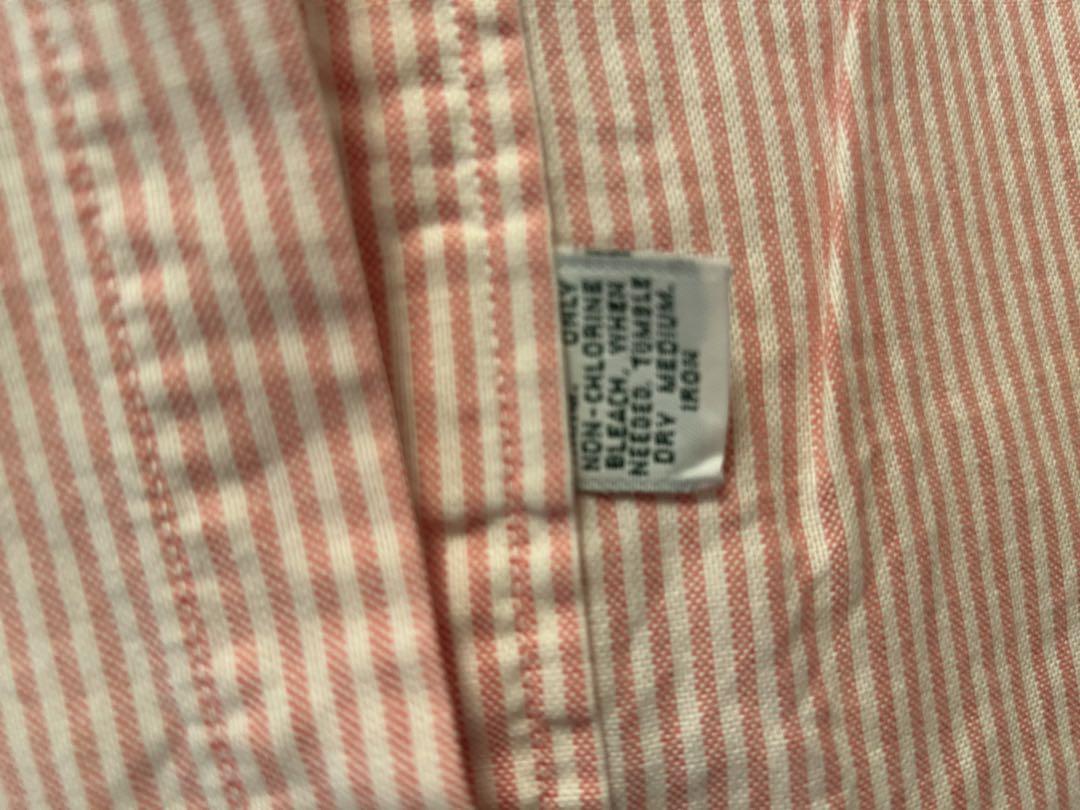 ONLY
NON-CHLORINE
BLEACH, WHEN
NEEDED. TUMBLE
DRY MEDIUM.
IRON